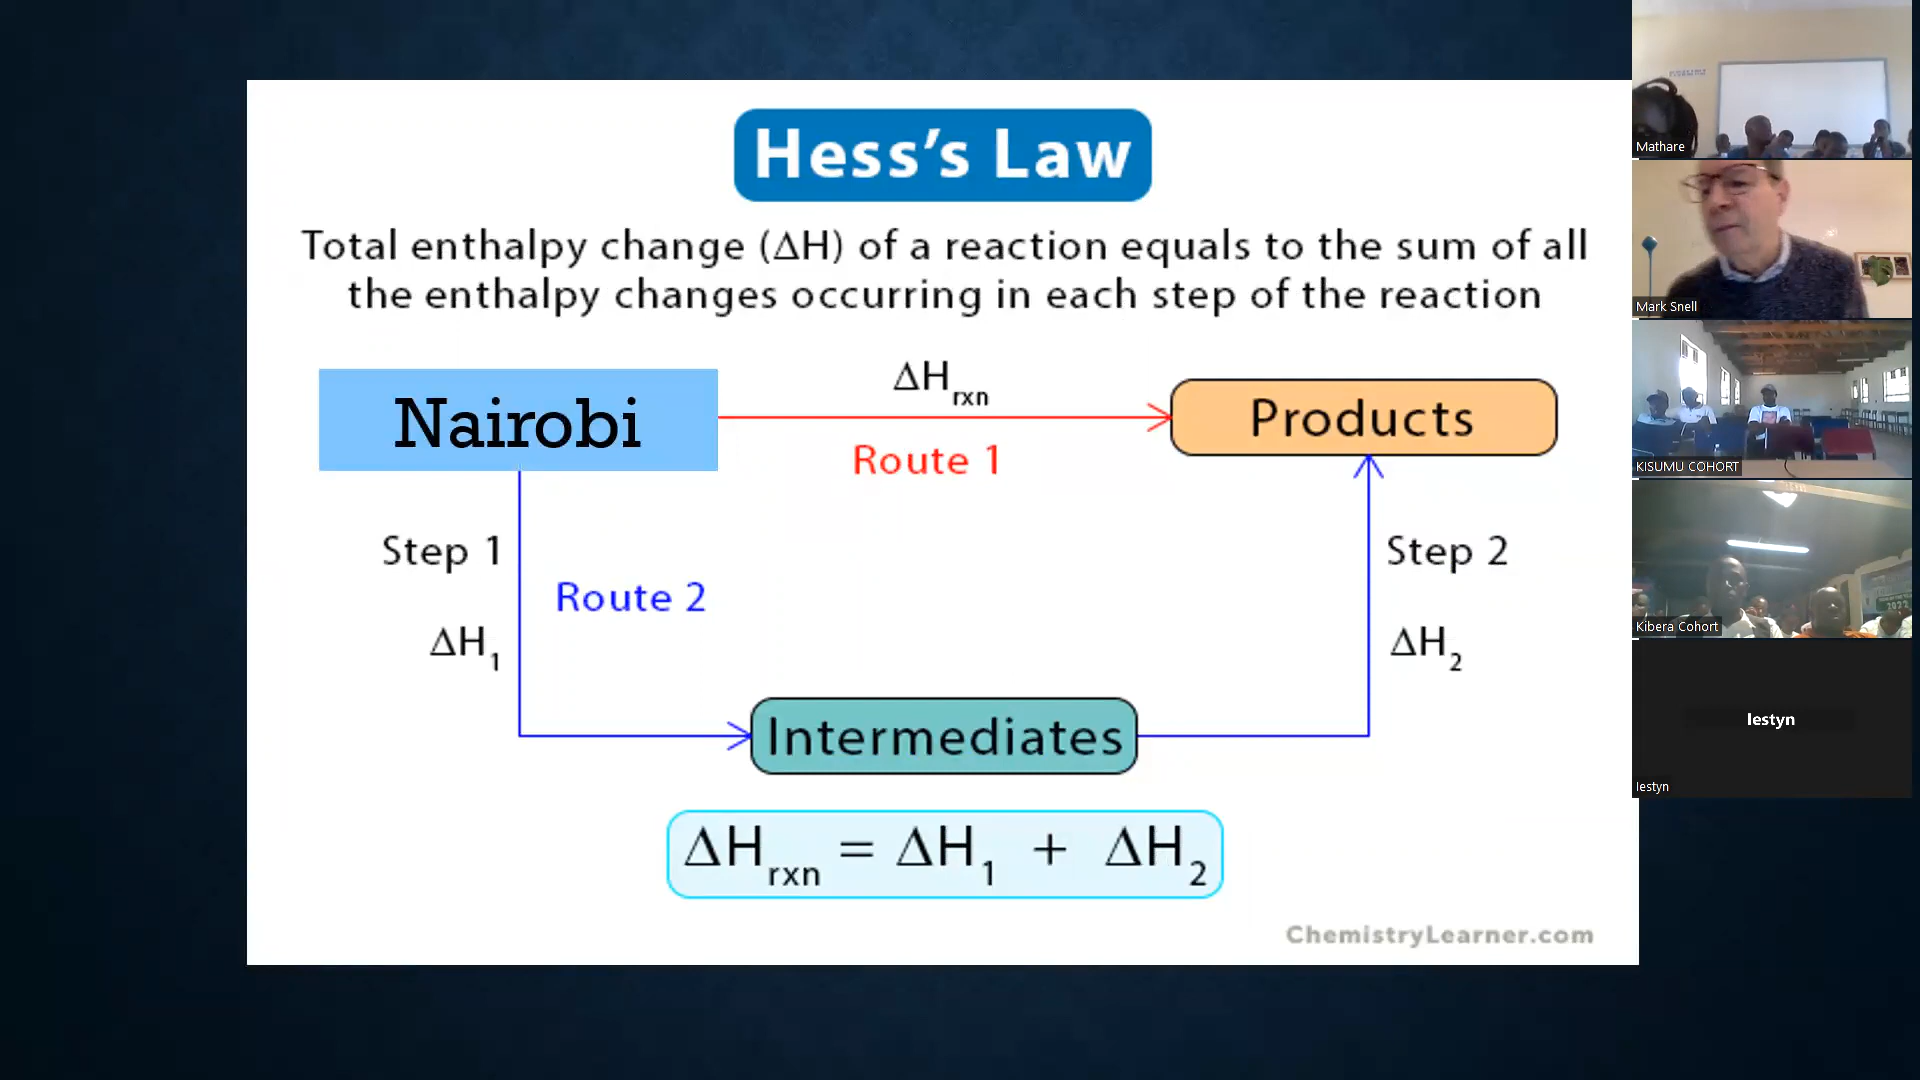 Hess’s Law
Total enthalpy change (ΔH) of a reaction equals to the sum of all
the enthalpy changes occurring in each step of the reaction
Nairobi
ΔHrxn
Route 1
Products
Step 1
Route 2
ΔH1
Step 2
ΔH2
Intermediates
ΔHrxn = ΔH1 + ΔH2
ChemistryLearner.com
Mathare
Mark Snell
KISUMU COHORT
2022
Kibera Cohort
Iestyn
Iestyn